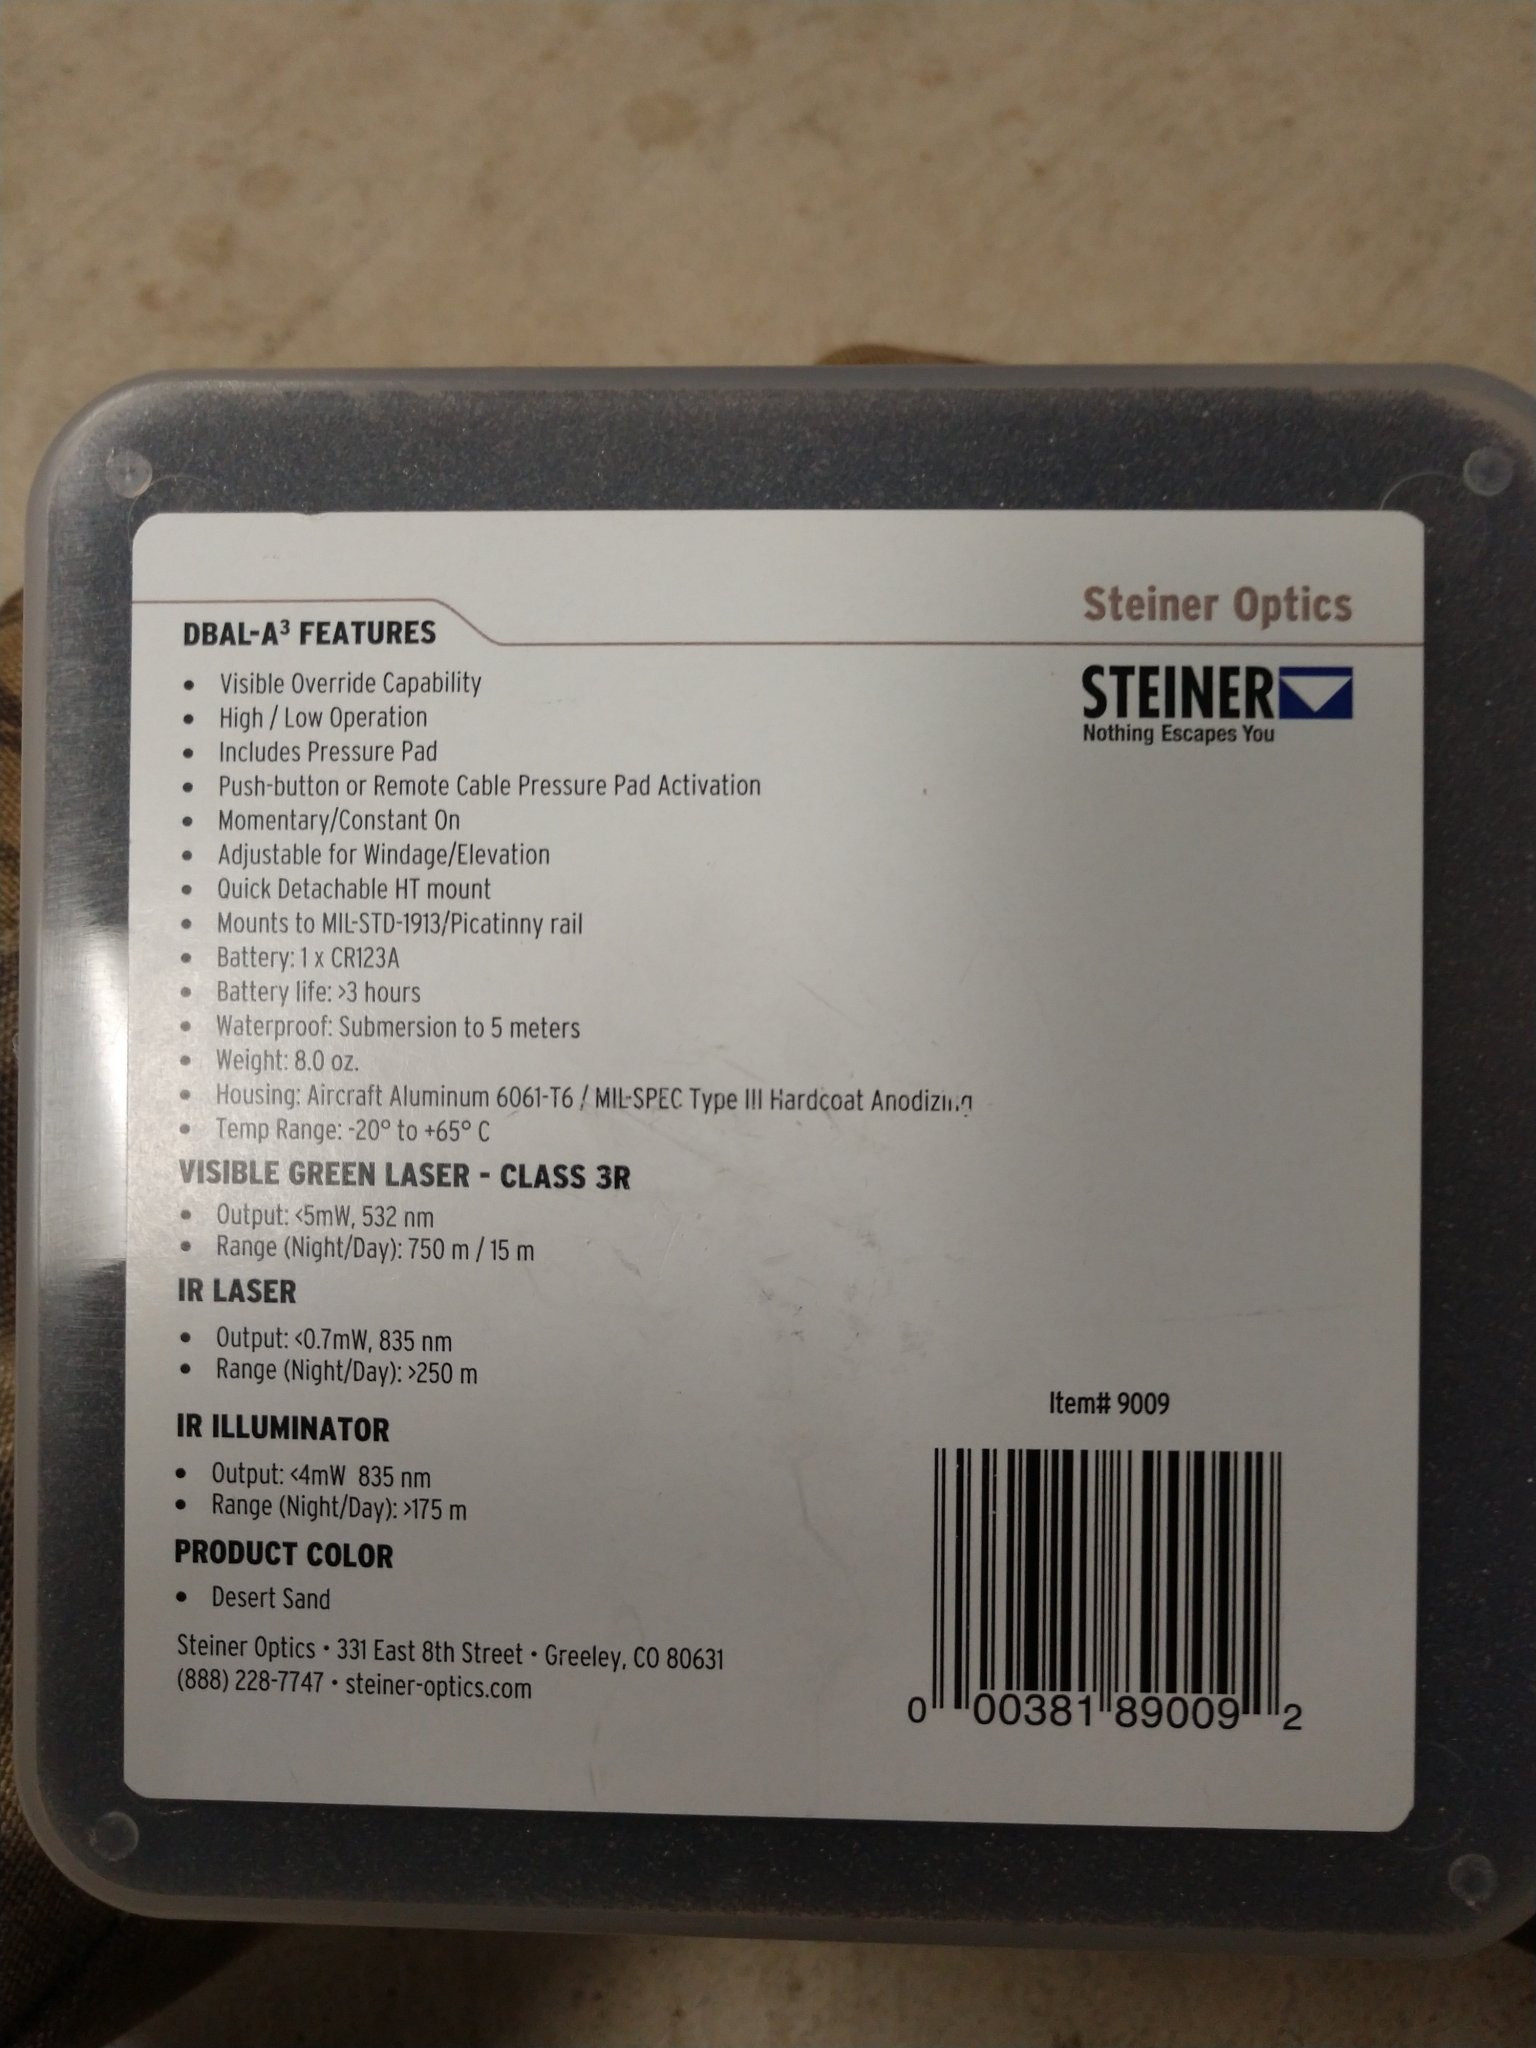 Steiner Optics
DBAL-A³ FEATURES
STEINER
Nothing Escapes You
• Visible Override Capability
• High / Low Operation
• Includes Pressure Pad
• Push-button or Remote Cable Pressure Pad Activation
• Momentary/Constant On
• Adjustable for Windage/Elevation
• Quick Detachable HT mount
• Mounts to MIL-STD-1913/Picatinny rail
• Battery: 1 x CR123A
• Battery life: >3 hours
• Waterproof: Submersion to 5 meters
• Weight: 8.0 oz.
• Housing: Aircraft Aluminum 6061-T6 / MIL-SPEC Type III Hardcoat Anodizing
• Temp Range: -20° to +65° C
VISIBLE GREEN LASER - CLASS 3R
• Output: <5mW, 532 nm
• Range (Night/Day): 750 m / 15 m
IR LASER
• Output: <0.7mW, 835 nm
• Range (Night/Day): >250 m
IR ILLUMINATOR
• Output: <4mW 835 nm
• Range (Night/Day): >175 m
PRODUCT COLOR
• Desert Sand
Steiner Optics • 331 East 8th Street • Greeley, CO 80631
(888) 228-7747 • steiner-optics.com
Item# 9009
0 00381 89009 2